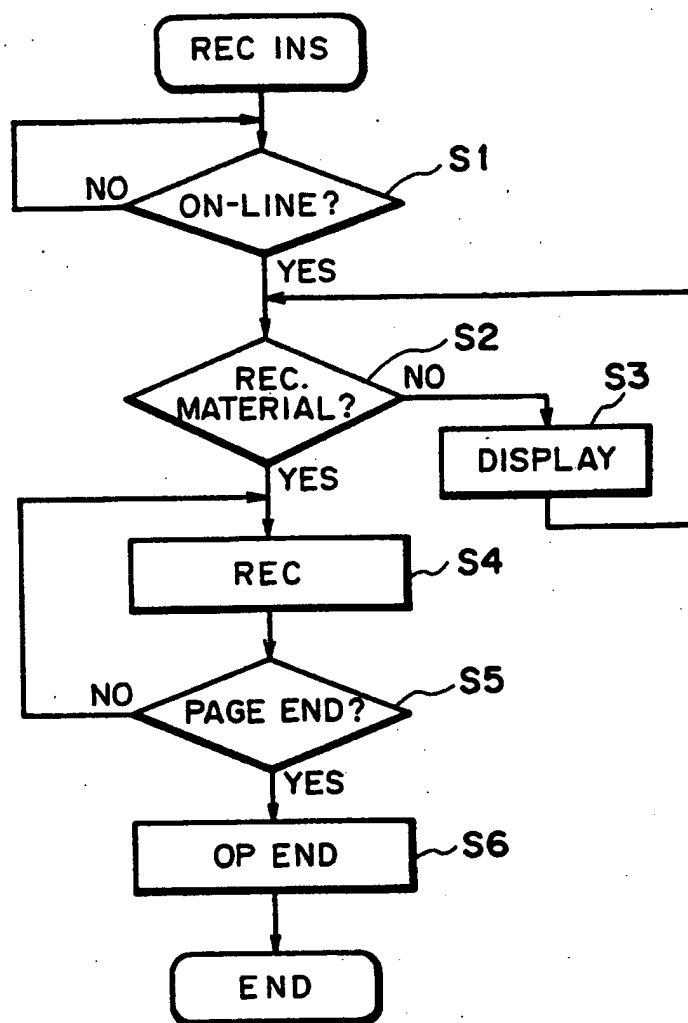 REC INS
S1
NO
ON-LINE?
YES
S2
REC.
MATERIAL?
NO
S3
DISPLAY
YES
REC
S4
NO
PAGE END?
S5
YES
OP END
S6
END